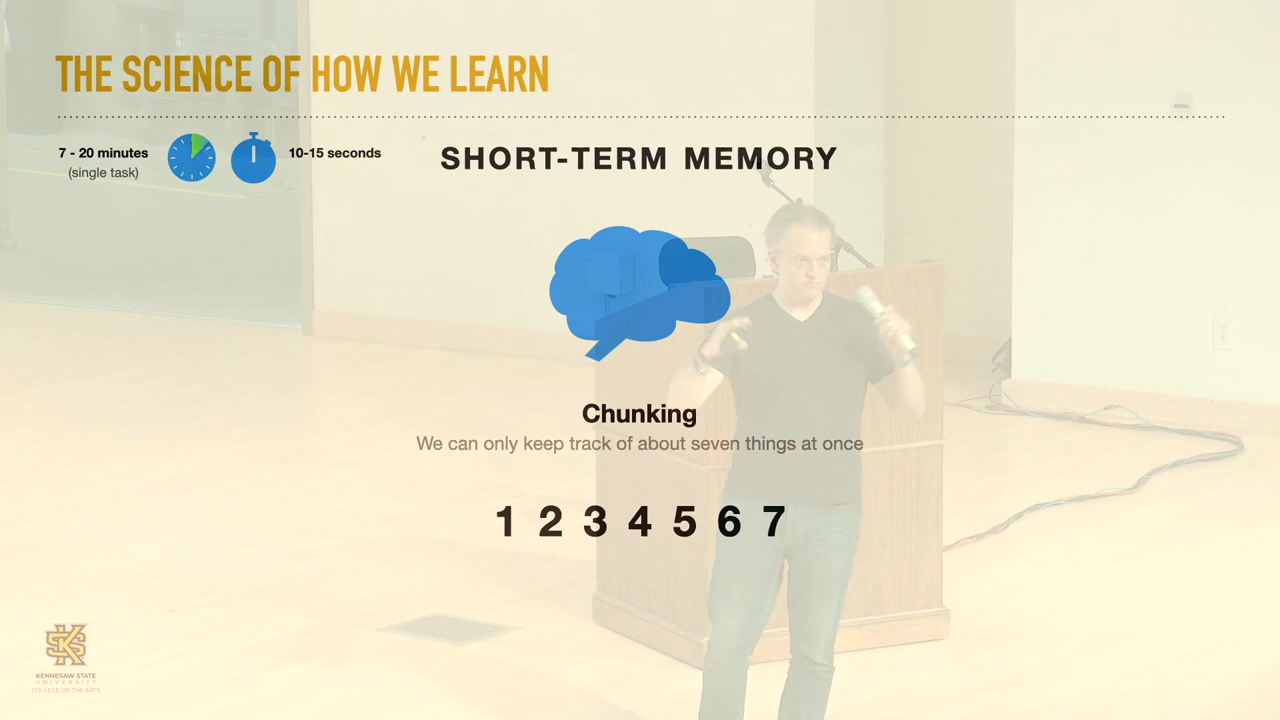 THE SCIENCE OF HOW WE LEARN
7 - 20 minutes
(single task)
10-15 seconds
SHORT-TERM MEMORY
Chunking
We can only keep track of about seven things at once
1 2 3 4 5 6 7
KENNESAW STATE
UNIVERSITY
COLLEGE OF THE ARTS